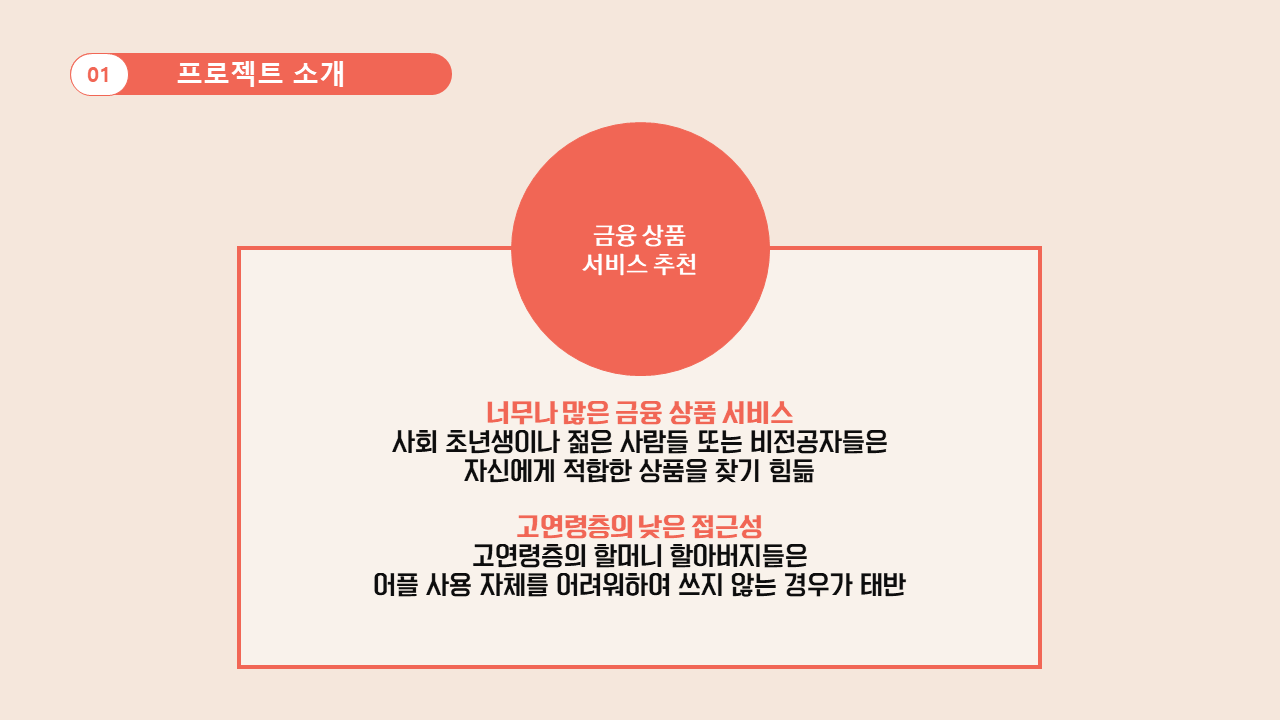 01
프로젝트 소개
금융 상품
서비스 추천
너무나 많은 금융 상품 서비스
사회 초년생이나 젊은 사람들 또는 비전공자들은
자신에게 적합한 상품을 찾기 힘듦
고연령층의 낮은 접근성
고연령층의 할머니 할아버지들은
어플 사용 자체를 어려워하여 쓰지 않는 경우가 태반